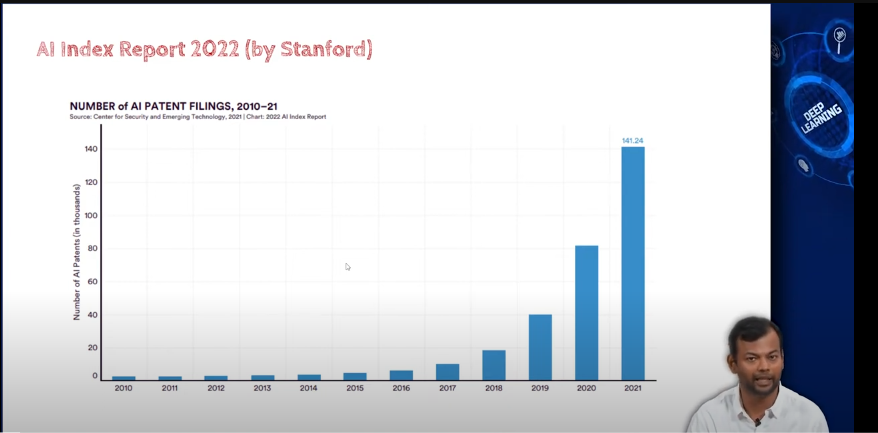 AI Index Report 2022 (by Stanford)
NUMBER of AI PATENT FILINGS, 2010–21
Source: Center for Security and Emerging Technology, 2021 | Chart: 2022 AI Index Report
Number of AI Patents (in thousands)
140
120
100
80
60
40
20
0
141.24
2010 2011 2012 2013 2014 2015 2016 2017 2018 2019 2020 2021
DEEP
LEARNING